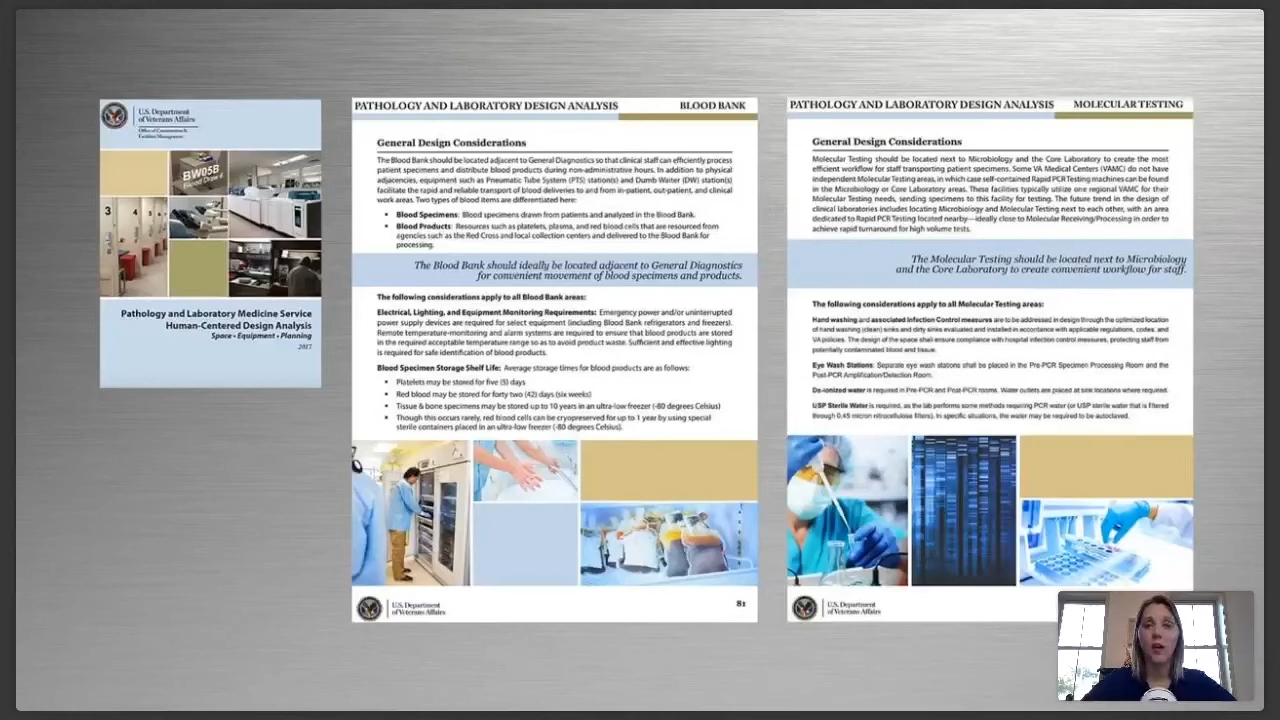 U.S. Department
of Veterans Affairs
Office of Construction &
Facilities Management
BW05B
3
4
Pathology and Laboratory Medicine Service
Human-Centered Design Analysis
Space • Equipment • Planning
2017
PATHOLOGY AND LABORATORY DESIGN ANALYSIS
BLOOD BANK
General Design Considerations
The Blood Bank should be located adjacent to General Diagnostics so that clinical staff can efficiently process
patient specimens and distribute blood products during non-administrative hours. In addition to physical
adjacencies, equipment such as Pneumatic Tube System (PTS) station(s) and Dumb Waiter (DW) station(s)
facilitate the rapid and reliable transport of blood deliveries to and from in-patient, out-patient, and clinical
work areas. Two types of blood items are differentiated here:
▪ Blood Specimens: Blood specimens drawn from patients and analyzed in the Blood Bank.
▪ Blood Products: Resources such as platelets, plasma, and red blood cells that are resourced from
agencies such as the Red Cross and local collection centers and delivered to the Blood Bank for
processing.
The Blood Bank should ideally be located adjacent to General Diagnostics
for convenient movement of blood specimens and products.
The following considerations apply to all Blood Bank areas:
Electrical, Lighting, and Equipment Monitoring Requirements: Emergency power and/or uninterrupted
power supply devices are required for select equipment (including Blood Bank refrigerators and freezers).
Remote temperature-monitoring and alarm systems are required to ensure that blood products are stored
in the required acceptable temperature range so as to avoid product waste. Sufficient and effective lighting
is required for safe identification of blood products.
Blood Specimen Storage Shelf Life: Average storage times for blood products are as follows:
▪ Platelets may be stored for five (5) days
▪ Red blood may be stored for forty two (42) days (six weeks)
▪ Tissue & bone specimens may be stored up to 10 years in an ultra-low freezer (-80 degrees Celsius)
▪ Though this occurs rarely, red blood cells can be cryopreserved for up to 1 year by using special
sterile containers placed in an ultra-low freezer (-80 degrees Celsius).
U.S. Department
of Veterans Affairs
81
PATHOLOGY AND LABORATORY DESIGN ANALYSIS
MOLECULAR TESTING
General Design Considerations
Molecular Testing should be located next to Microbiology and the Core Laboratory to create the most
efficient workflow for staff transporting patient specimens. Some VA Medical Centers (VAMC) do not have
independent Molecular Testing areas, in which case self-contained Rapid PCR Testing machines can be found
in the Microbiology or Core Laboratory areas. These facilities typically utilize one regional VAMC for their
Molecular Testing needs, sending specimens to this facility for testing. The future trend in the design of
clinical laboratories includes locating Microbiology and Molecular Testing next to each other, with an area
dedicated to Rapid PCR Testing located nearby—ideally close to Molecular Receiving/Processing in order to
achieve rapid turnaround for high volume tests.
The Molecular Testing should be located next to Microbiology
and the Core Laboratory to create convenient workflow for staff.
The following considerations apply to all Molecular Testing areas:
Hand washing and associated Infection Control measures are to be addressed in design through the optimized location
of hand washing (clean) sinks and dirty sinks evaluated and installed in accordance with applicable regulations, codes, and
VA policies. The design of the space shall ensure compliance with hospital infection control measures, protecting staff from
potentially contaminated blood and tissue.
Eye Wash Stations: Separate eye wash stations shall be placed in the Pre-PCR Specimen Processing Room and the
Post-PCR Amplification/Detection Room.
De-ionized water is required in Pre-PCR and Post-PCR rooms. Water outlets are placed at sink locations where required.
USP Sterile Water is required, as the lab performs some methods requiring PCR water (or USP sterile water that is filtered
through 0.45 micron nitrocellulose filters). In specific situations, the water may be required to be autoclaved.
U.S. Department
of Veterans Affairs